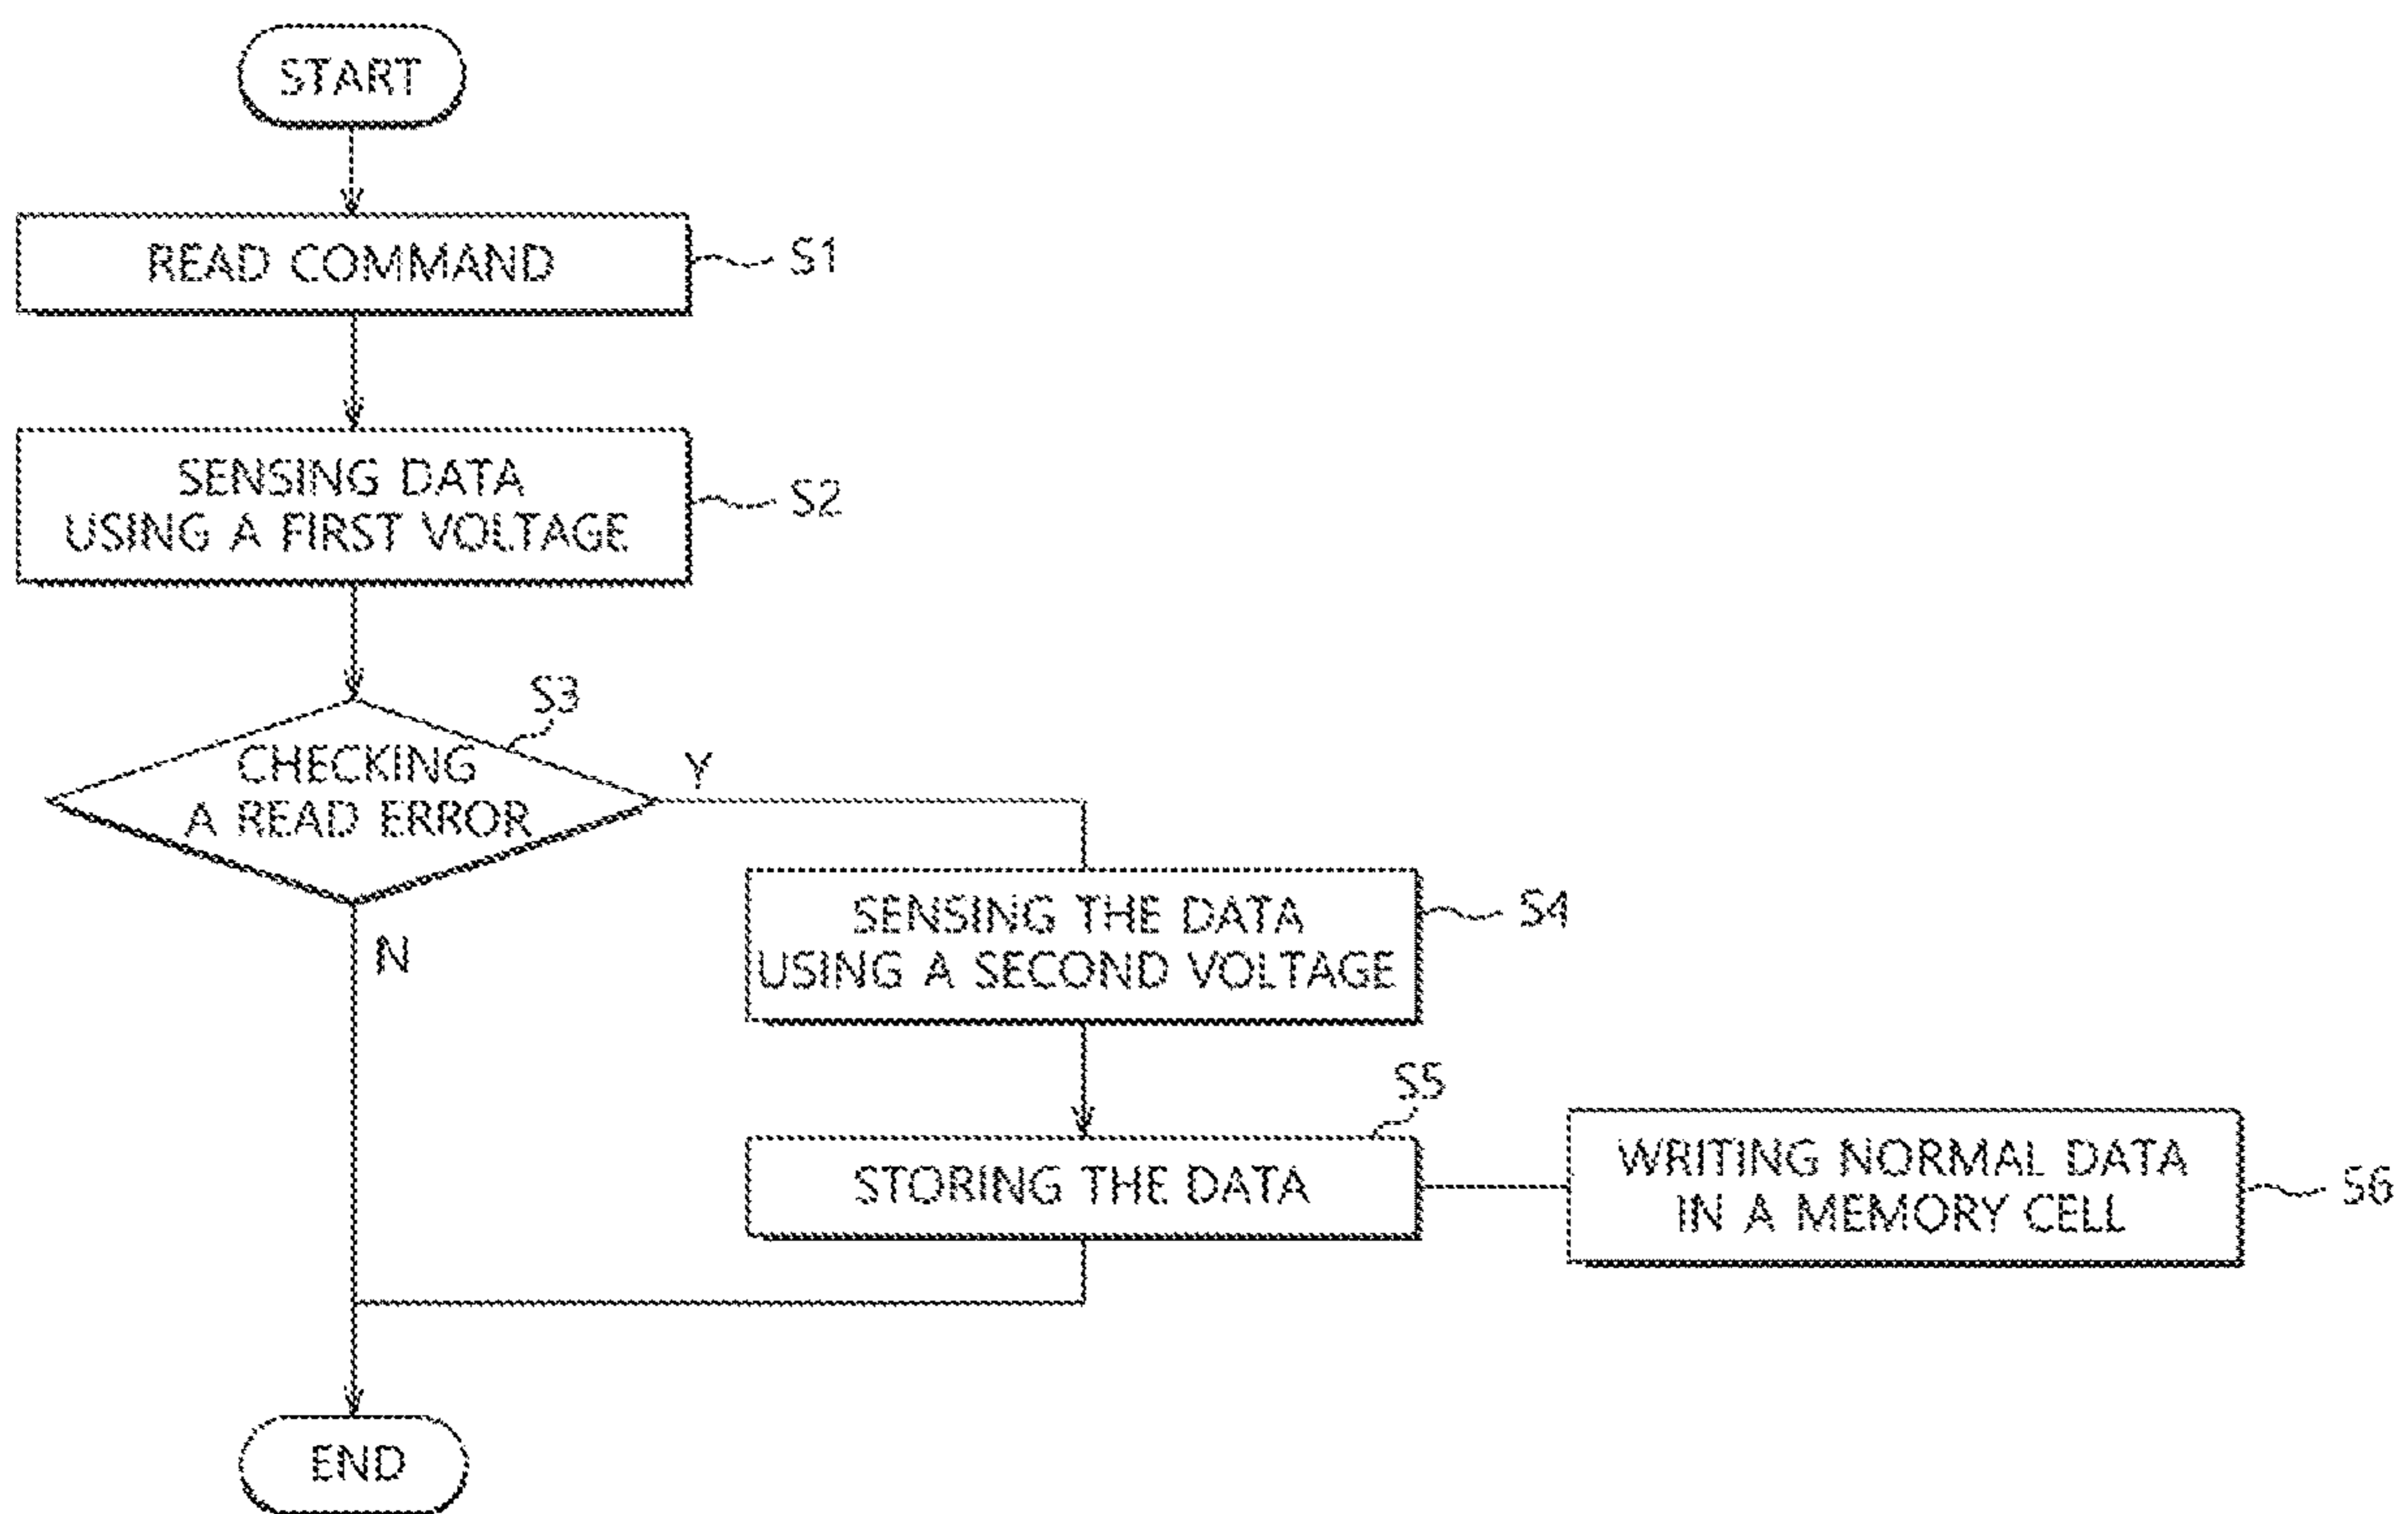 START
READ COMMAND
S1
SENSING DATA
USING A FIRST VOLTAGE
S2
S3
CHECKING
A READ ERROR
Y
N
SENSING THE DATA
USING A SECOND VOLTAGE
S4
S5
STORING THE DATA
WRITING NORMAL DATA
IN A MEMORY CELL
S6
END